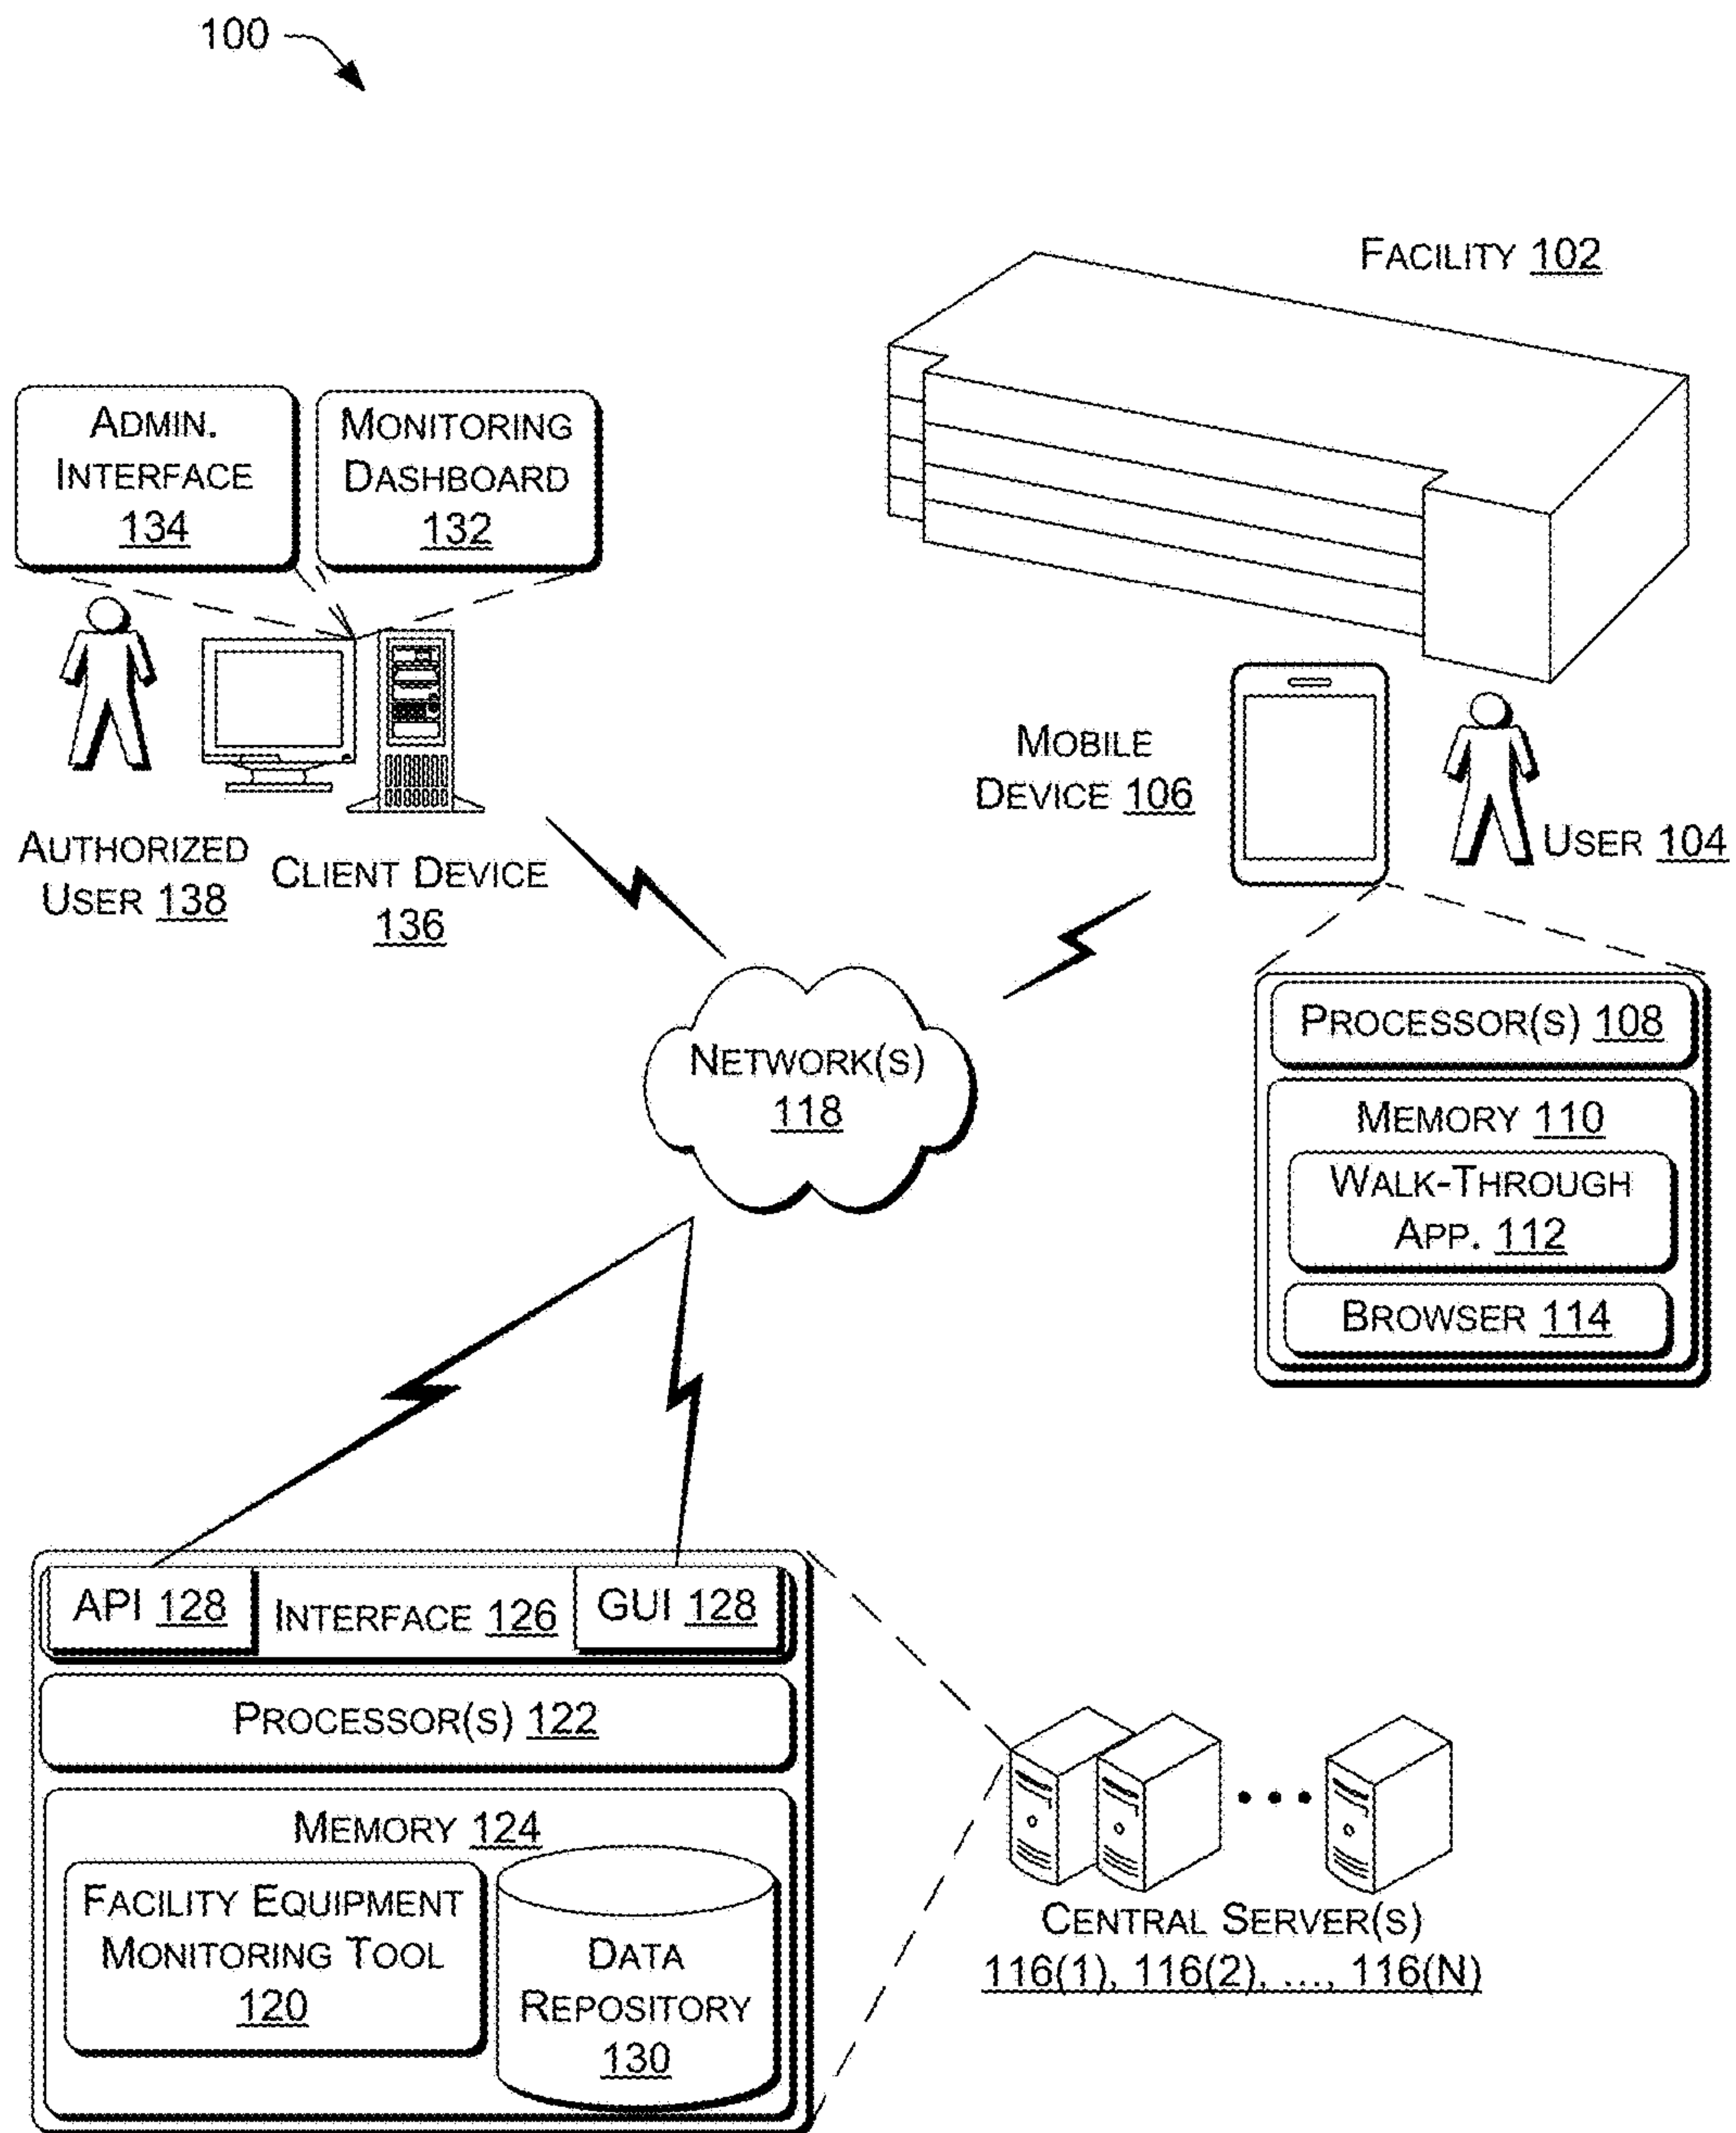 100
FACILITY 102
ADMIN.
INTERFACE
134
MONITORING
DASHBOARD
132
MOBILE
DEVICE 106
USER 104
AUTHORIZED
USER 138
CLIENT DEVICE
136
NETWORK(S)
118
PROCESSOR(S) 108
MEMORY 110
WALK-THROUGH
APP. 112
BROWSER 114
API 128
INTERFACE 126
GUI 128
PROCESSOR(S) 122
MEMORY 124
FACILITY EQUIPMENT
MONITORING TOOL
120
DATA
REPOSITORY
130
CENTRAL SERVER(S)
116(1), 116(2), ...., 116(N)